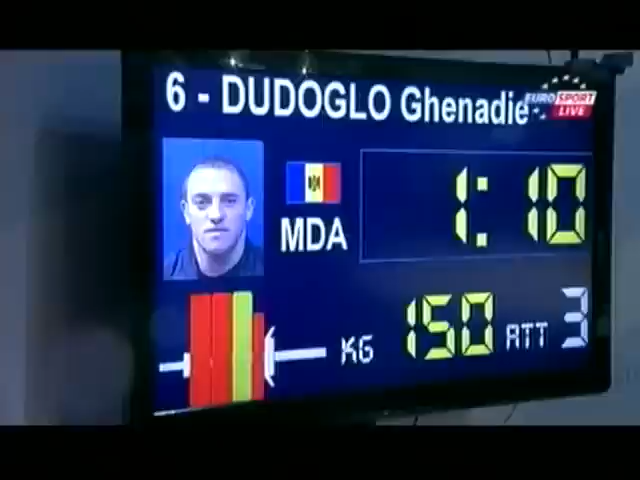 6 - DUDOGLO Ghenadie
EUROSPORT
LIVE
MDA
1:10
KG 150 ATT 3